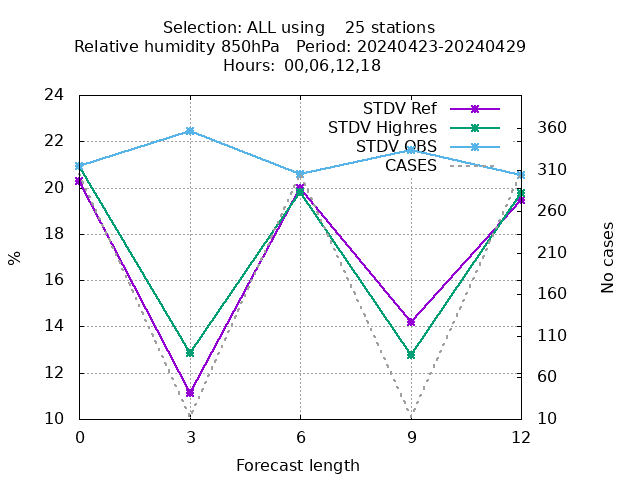 Selection: ALL using    25 stations
Relative humidity 850hPa   Period: 20240423-20240429
Hours: 00,06,12,18
24
22
20
18
16
14
12
10
%
STDV Ref
STDV Highres
STDV OBS
CASES
360
310
260
210
160
110
60
10
No cases
0 3 6 9 12
Forecast length